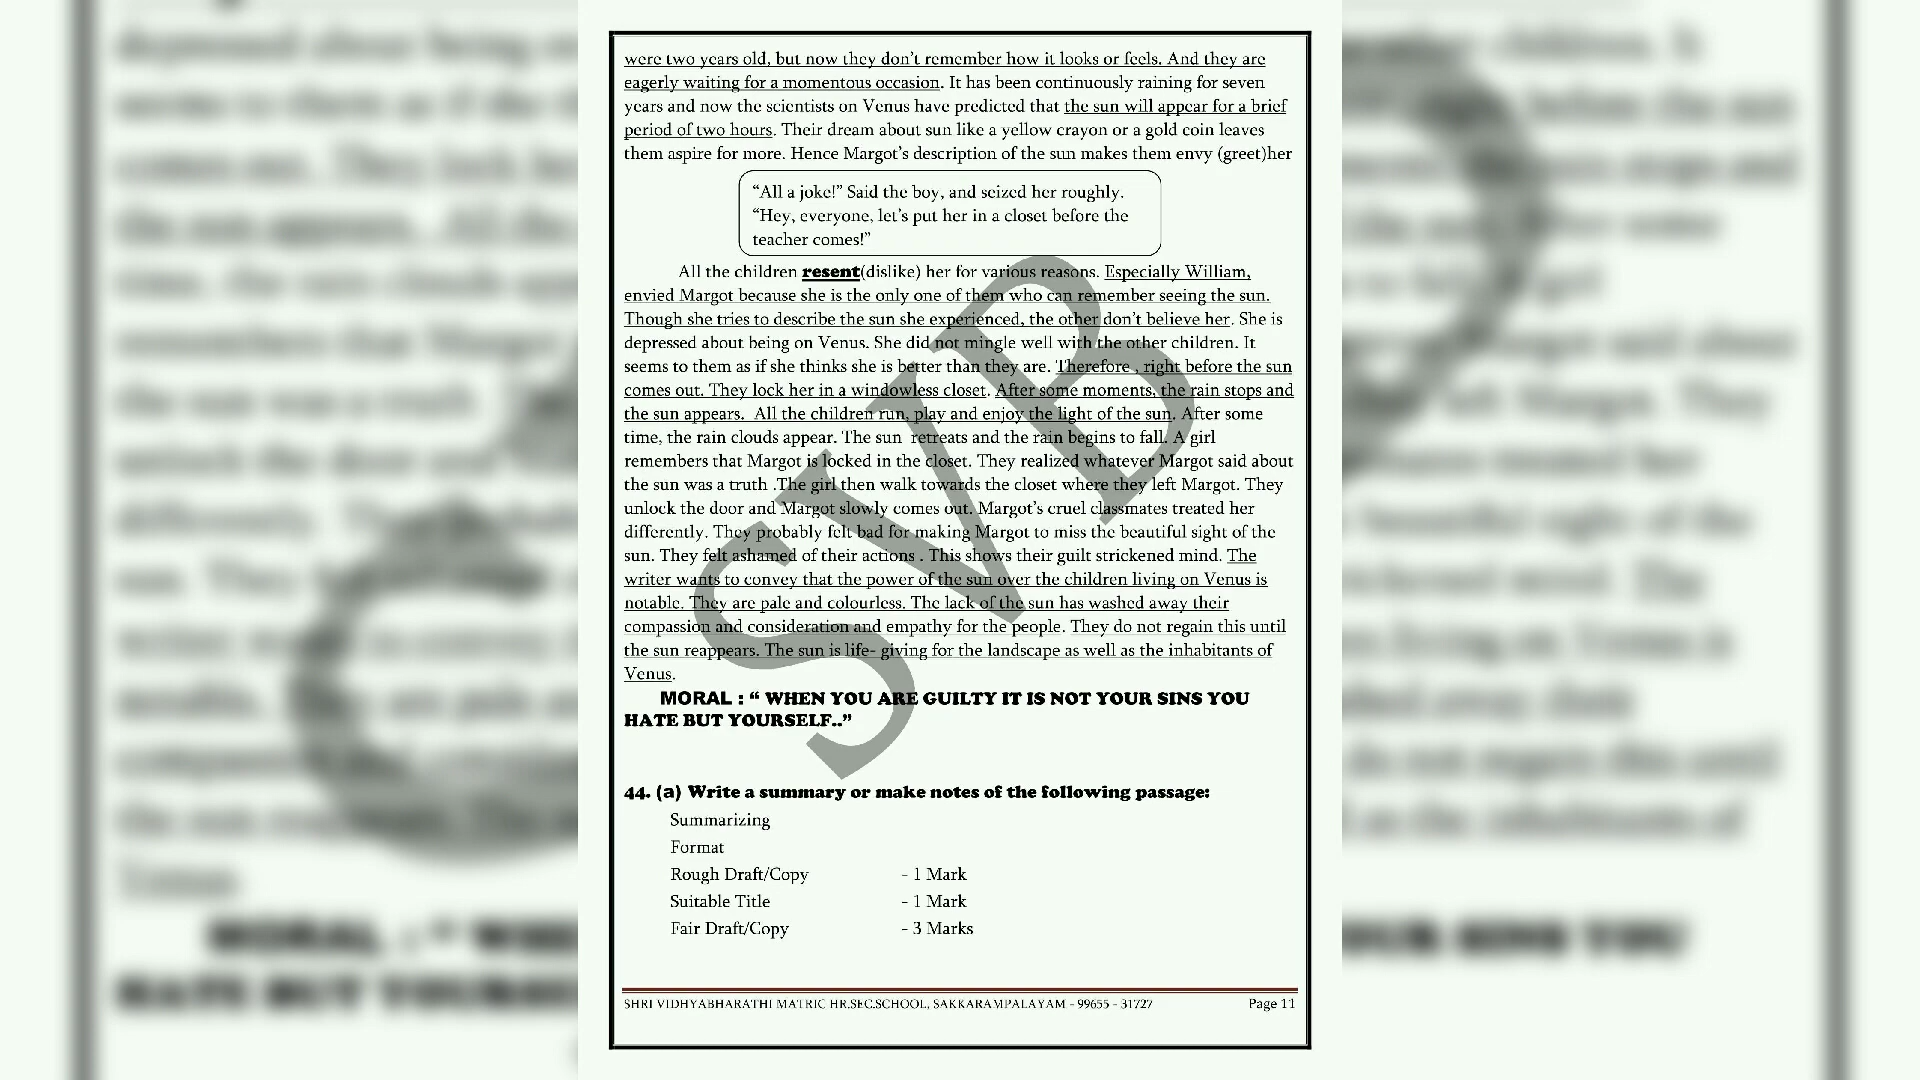 were two years old, but now they don't remember how it looks or feels. And they are
eagerly waiting for a momentous occasion. It has been continuously raining for seven
years and now the scientists on Venus have predicted that the sun will appear for a brief
period of two hours. Their dream about sun like a yellow crayon or a gold coin leaves
them aspire for more. Hence Margot's description of the sun makes them envy (greet)her
“All a joke!” Said the boy, and seized her roughly.
“Hey, everyone, let's put her in a closet before the
teacher comes!”
All the children resent(dislike) her for various reasons. Especially William,
envied Margot because she is the only one of them who can remember seeing the sun.
Though she tries to describe the sun she experienced, the other don't believe her. She is
depressed about being on Venus. She did not mingle well with the other children. It
seems to them as if she thinks she is better than they are. Therefore , right before the sun
comes out. They lock her in a windowless closet. After some moments, the rain stops and
the sun appears.  All the children run, play and enjoy the light of the sun. After some
time, the rain clouds appear. The sun  retreats and the rain begins to fall. A girl
remembers that Margot is locked in the closet. They realized whatever Margot said about
the sun was a truth .The girl then walk towards the closet where they left Margot. They
unlock the door and Margot slowly comes out. Margot's cruel classmates treated her
differently. They probably felt bad for making Margot to miss the beautiful sight of the
sun. They felt ashamed of their actions . This shows their guilt strickened mind. The
writer wants to convey that the power of the sun over the children living on Venus is
notable. They are pale and colourless. The lack of the sun has washed away their
compassion and consideration and empathy for the people. They do not regain this until
the sun reappears. The sun is life- giving for the landscape as well as the inhabitants of
Venus.
MORAL : “ WHEN YOU ARE GUILTY IT IS NOT YOUR SINS YOU
HATE BUT YOURSELF..”
44. (a) Write a summary or make notes of the following passage:
Summarizing
Format
Rough Draft/Copy - 1 Mark
Suitable Title - 1 Mark
Fair Draft/Copy - 3 Marks
SHRI VIDHYABHARATHI MATRIC HR.SEC.SCHOOL, SAKKARAMPALAYAM - 99655 - 31727 Page 11
SVB